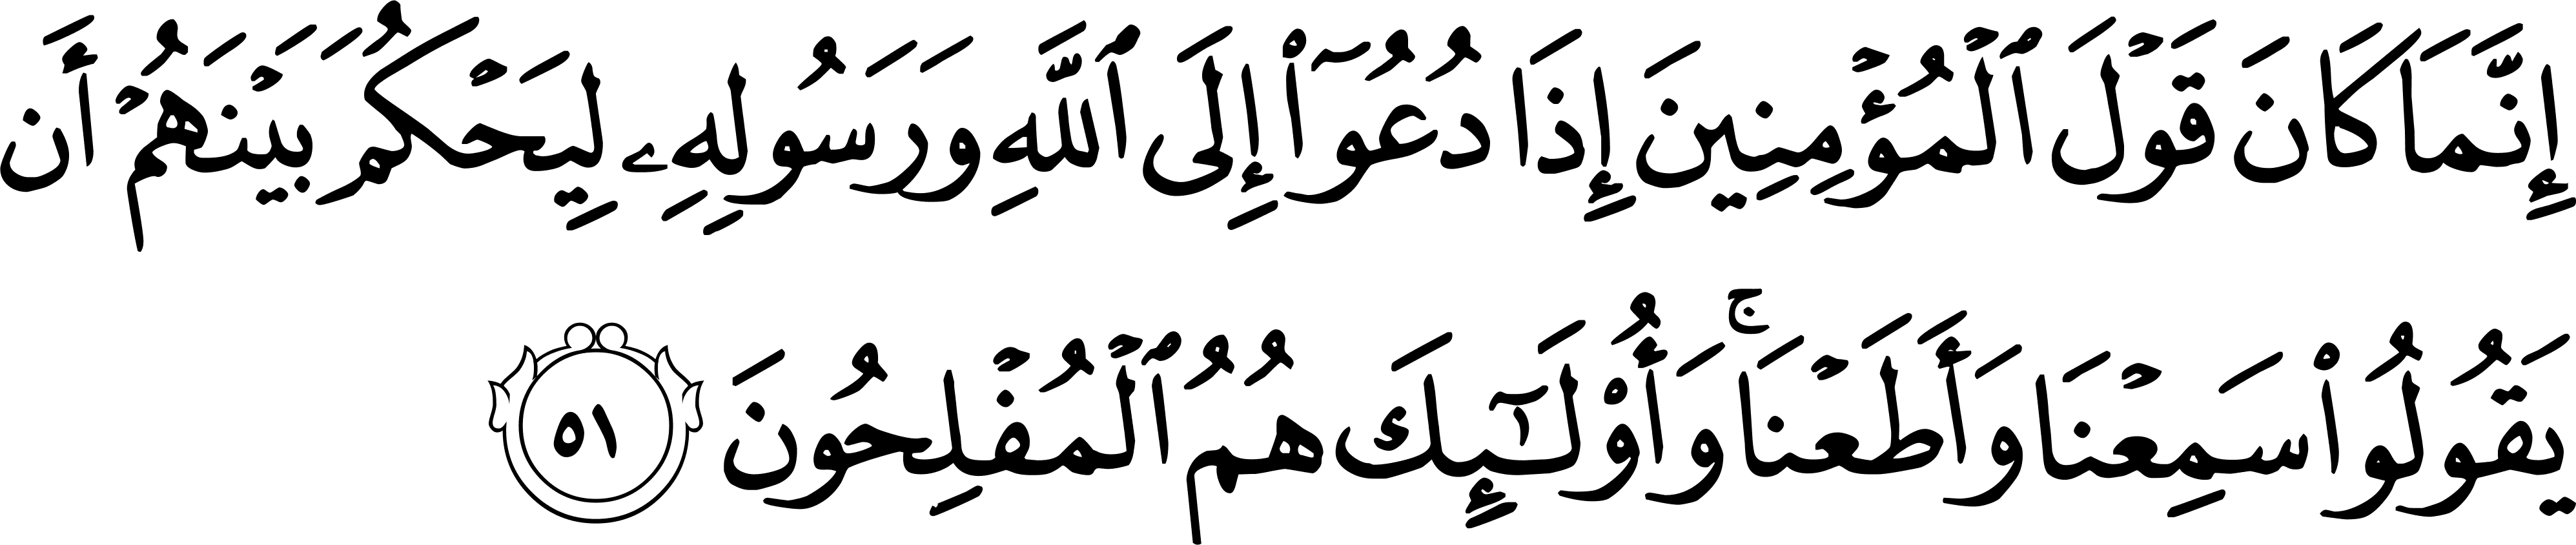 إِنَّمَا كَانَ قَوْلَ ٱلْمُؤْمِنِينَ إِذَا دُعُوٓا۟ إِلَى ٱللَّهِ وَرَسُولِهِۦ لِيَحْكُمَ بَيْنَهُمْ أَن
يَقُولُوا۟ سَمِعْنَا وَأَطَعْنَا ۚ وَأُو۟لَـٰٓئِكَ هُمُ ٱلْمُفْلِحُونَ ٥١